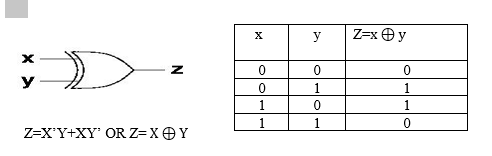 x
y
z
Z=X'Y+XY' OR Z= X ⊕ Y
x y Z=x ⊕ y
0 0 0
0 1 1
1 0 1
1 1 0